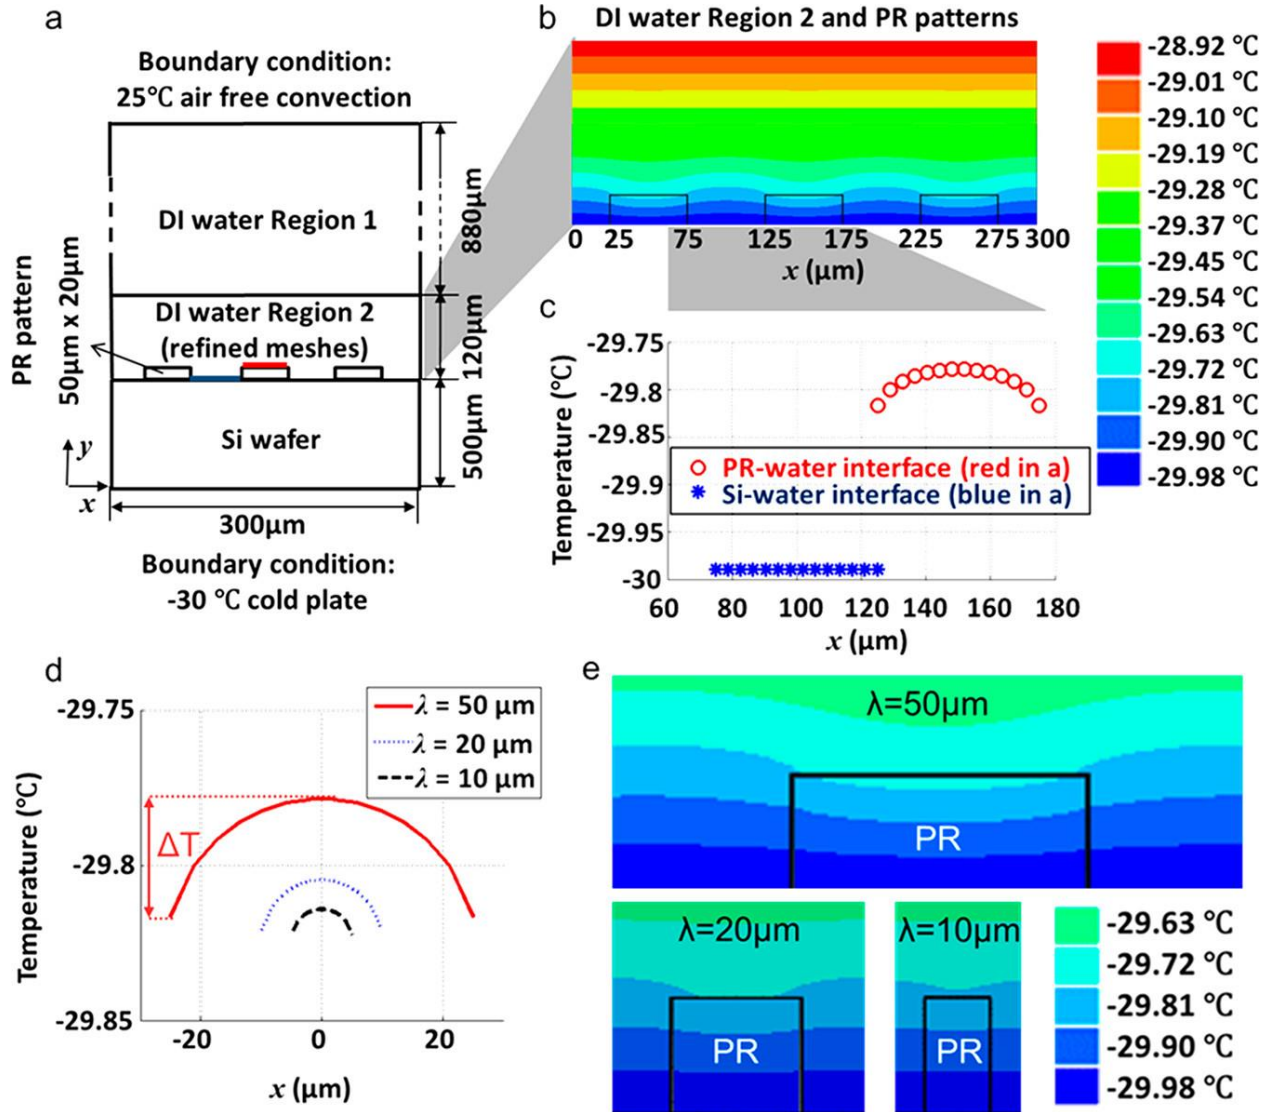 a
Boundary condition:
25℃ air free convection
DI water Region 1
880μm
DI water Region 2
(refined meshes)
120μm
PR pattern
50μm x 20μm
Si wafer
500μm
y
x
300μm
Boundary condition:
-30 ℃ cold plate
b
DI water Region 2 and PR patterns
0 25 75 125 175 225 275 300
x (μm)
-28.92 ℃
-29.01 ℃
-29.10 ℃
-29.19 ℃
-29.28 ℃
-29.37 ℃
-29.45 ℃
-29.54 ℃
-29.63 ℃
-29.72 ℃
-29.81 ℃
-29.90 ℃
-29.98 ℃
c
Temperature (°C)
-29.75
-29.8
-29.85
-29.9
-29.95
-30
PR-water interface (red in a)
Si-water interface (blue in a)
60 80 100 120 140 160 180
x (μm)
d
Temperature (°C)
-29.75
-29.8
-29.85
λ = 50 μm
λ = 20 μm
λ = 10 μm
ΔT
-20 0 20
x (μm)
e
λ=50μm
PR
λ=20μm
PR
λ=10μm
PR
-29.63 ℃
-29.72 ℃
-29.81 ℃
-29.90 ℃
-29.98 ℃